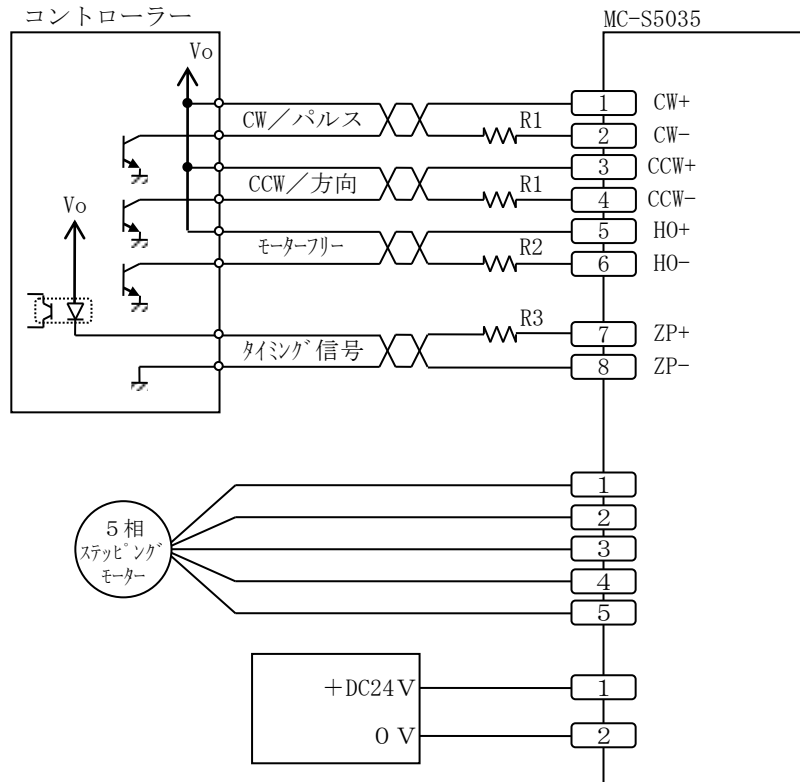 コントローラー
MC-S5035
Vo
1 CW+
CW／パルス
R1
2 CW-
3 CCW+
CCW／方向
R1
4 CCW-
Vo
5 HO+
モーターフリー
R2
6 HO-
R3
7 ZP+
タイミング信号
8 ZP-
1
2
５相
ステッピング
モーター
3
4
5
＋DC24Ｖ
1
０Ｖ
2